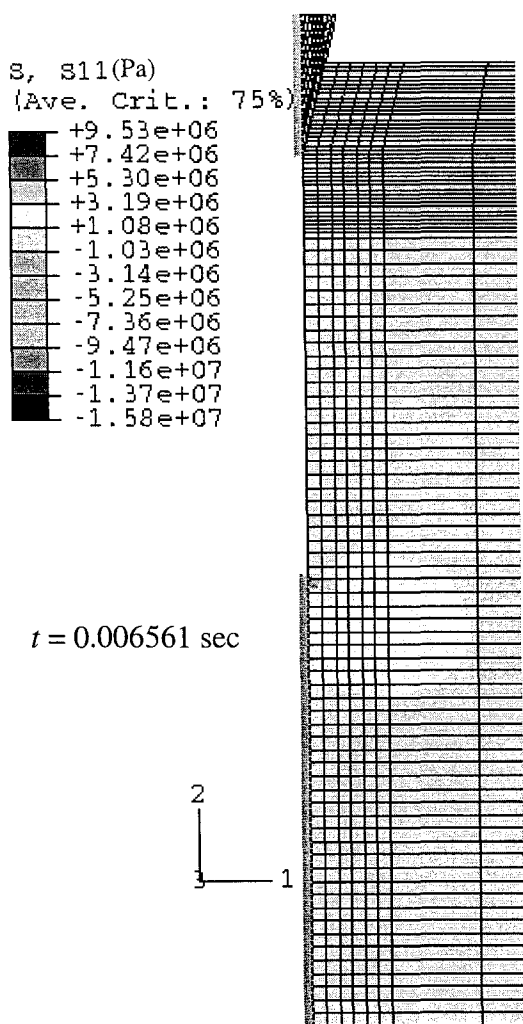 S, S11(Pa)
(Ave. Crit.: 75%)
+9.53e+06
+7.42e+06
+5.30e+06
+3.19e+06
+1.08e+06
-1.03e+06
-3.14e+06
-5.25e+06
-7.36e+06
-9.47e+06
-1.16e+07
-1.37e+07
-1.58e+07
t = 0.006561 sec
2
3
1